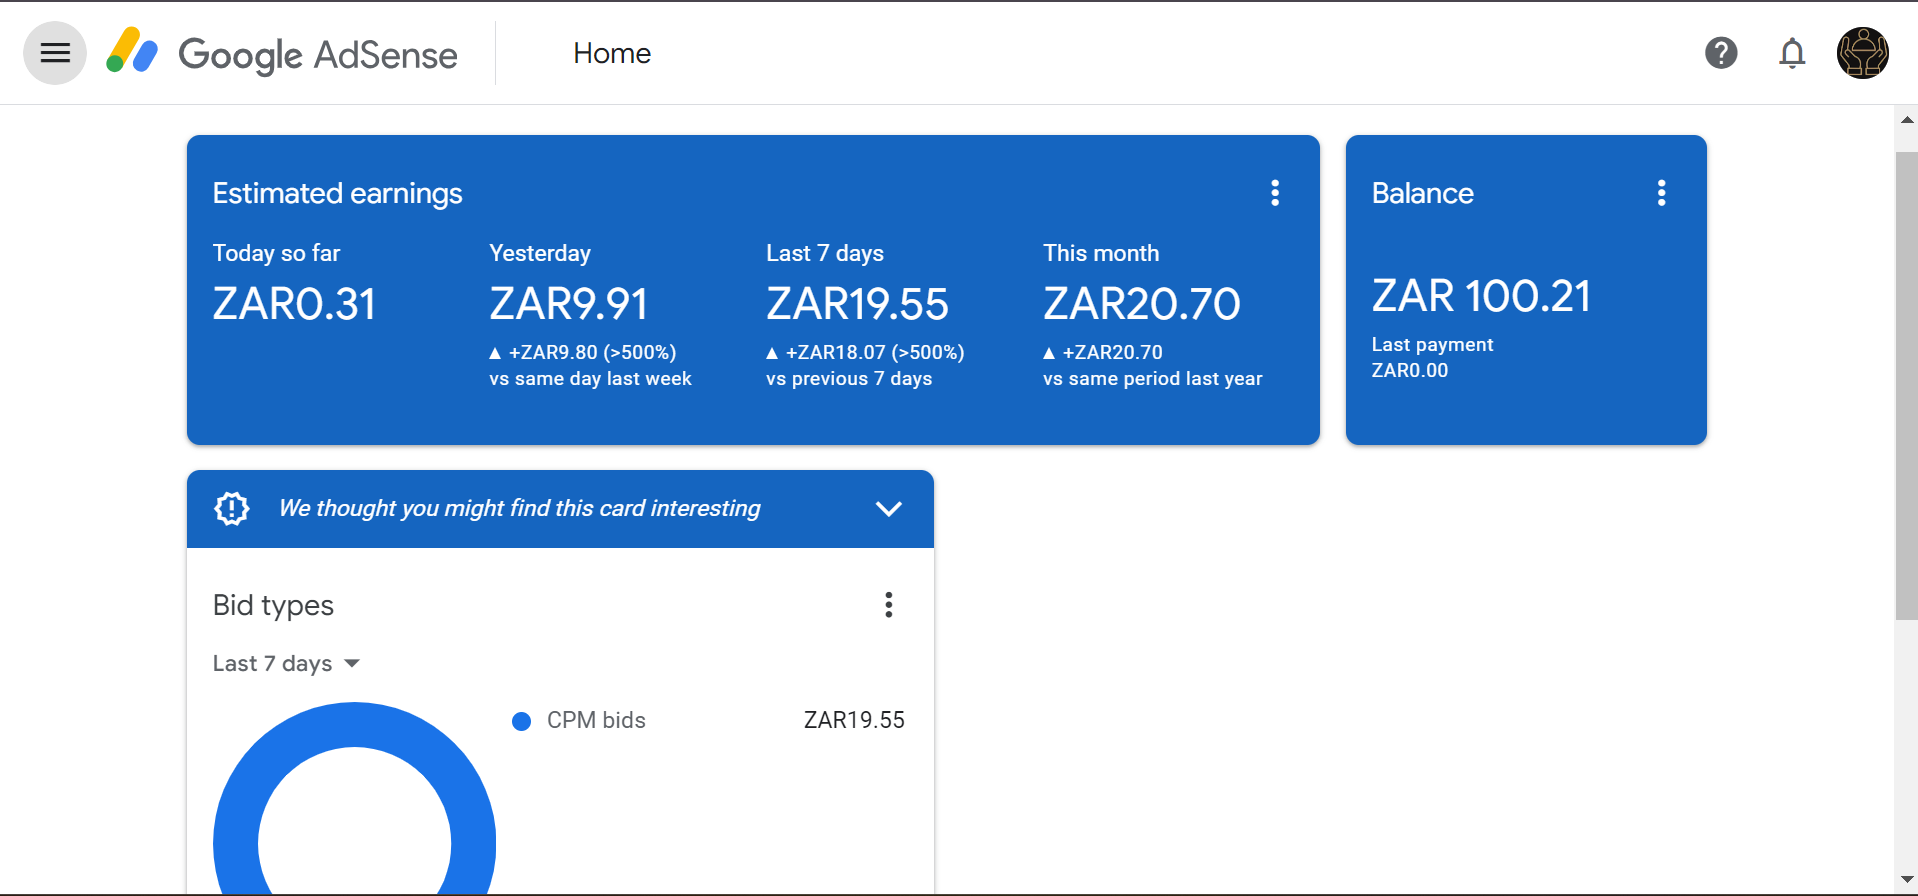 Google AdSense
Home
Estimated earnings
Today so far
ZAR0.31
Yesterday
ZAR9.91
▲ +ZAR9.80 (>500%)
vs same day last week
Last 7 days
ZAR19.55
▲ +ZAR18.07 (>500%)
vs previous 7 days
This month
ZAR20.70
▲ +ZAR20.70
vs same period last year
Balance
ZAR 100.21
Last payment
ZAR0.00
We thought you might find this card interesting
Bid types
Last 7 days
CPM bids ZAR19.55